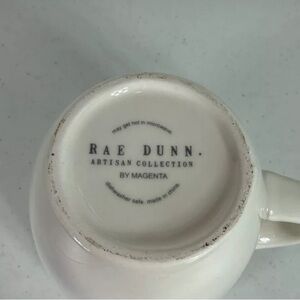 may get hot in microwave.
RAE DUNN.
ARTISAN COLLECTION
BY MAGENTA
dishwasher safe. made in china.